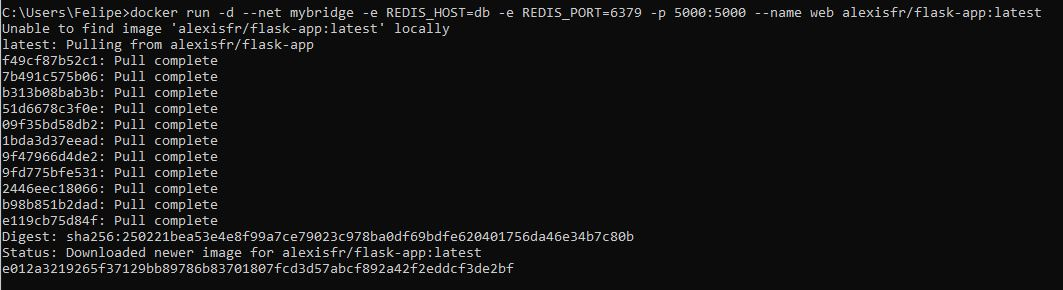 C:\Users\Felipe>docker run -d --net mybridge -e REDIS_HOST=db -e REDIS_PORT=6379 -p 5000:5000 --name web alexisfr/flask-app:latest
Unable to find image 'alexisfr/flask-app:latest' locally
latest: Pulling from alexisfr/flask-app
f49cf87b52c1: Pull complete
7b491c575b06: Pull complete
b313b08bab3b: Pull complete
51d6678c3f0e: Pull complete
09f35bd58db2: Pull complete
1bda3d37eead: Pull complete
9f47966d4de2: Pull complete
9fd775bfe531: Pull complete
2446eec18066: Pull complete
b98b851b2dad: Pull complete
e119cb75d84f: Pull complete
Digest: sha256:250221bea53e4e8f99a7ce79023c978ba0df69bdfe620401756da46e34b7c80b
Status: Downloaded newer image for alexisfr/flask-app:latest
e012a3219265f37129bb89786b83701807fcd3d57abcf892a42f2eddcf3de2bf